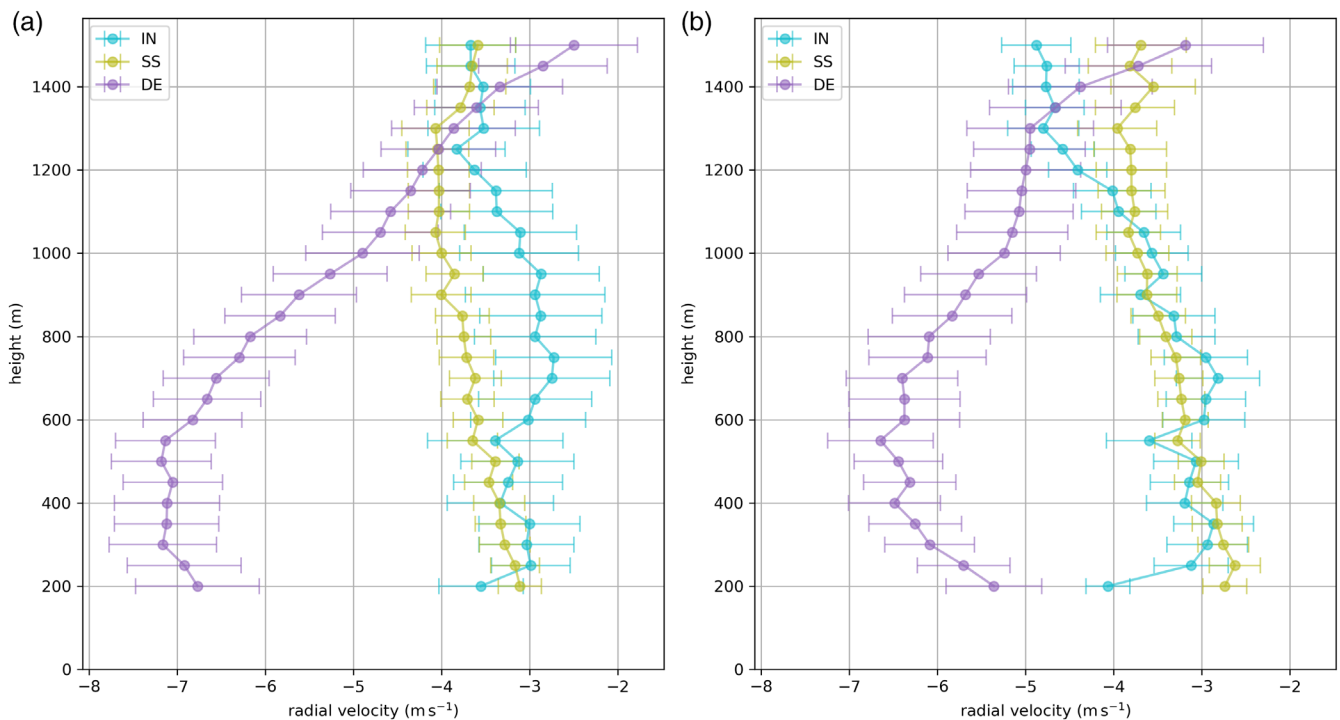 (a)
IN
SS
DE
1400
1200
1000
800
600
400
200
0
height (m)
−8 −7 −6 −5 −4 −3 −2
radial velocity (m s⁻¹)
(b)
IN
SS
DE
1400
1200
1000
800
600
400
200
0
height (m)
−8 −7 −6 −5 −4 −3 −2
radial velocity (m s⁻¹)